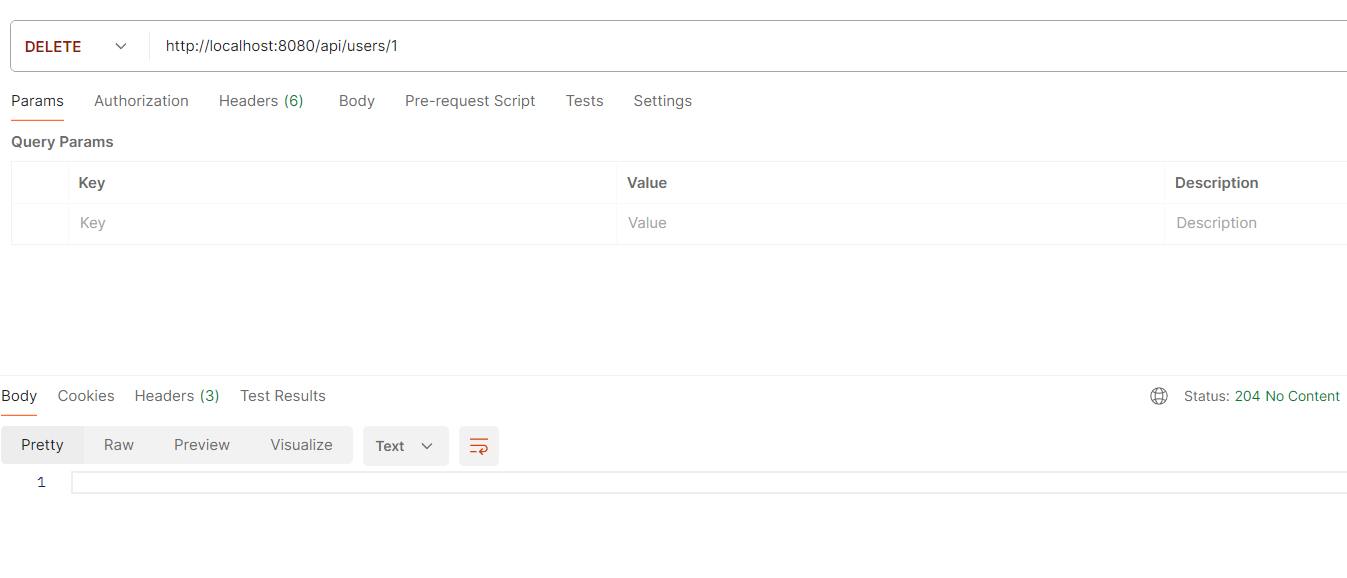 DELETE http://localhost:8080/api/users/1
Params Authorization Headers (6) Body Pre-request Script Tests Settings
Query Params
Key Value Description
Key Value Description
Body Cookies Headers (3) Test Results Status: 204 No Content
Pretty Raw Preview Visualize Text
1